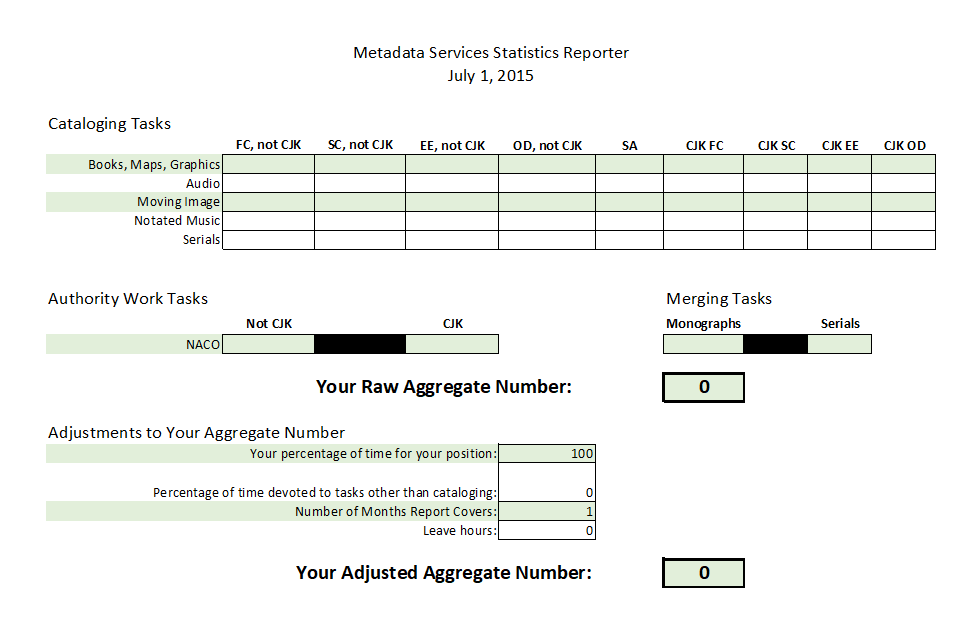 Metadata Services Statistics Reporter
July 1, 2015
Cataloging Tasks
FC, not CJK SC, not CJK EE, not CJK OD, not CJK SA CJK FC CJK SC CJK EE CJK OD
Books, Maps, Graphics
Audio
Moving Image
Notated Music
Serials
Authority Work Tasks Merging Tasks
Not CJK CJK Monographs Serials
NACO
Your Raw Aggregate Number: 0
Adjustments to Your Aggregate Number
Your percentage of time for your position: 100
Percentage of time devoted to tasks other than cataloging: 0
Number of Months Report Covers: 1
Leave hours: 0
Your Adjusted Aggregate Number: 0